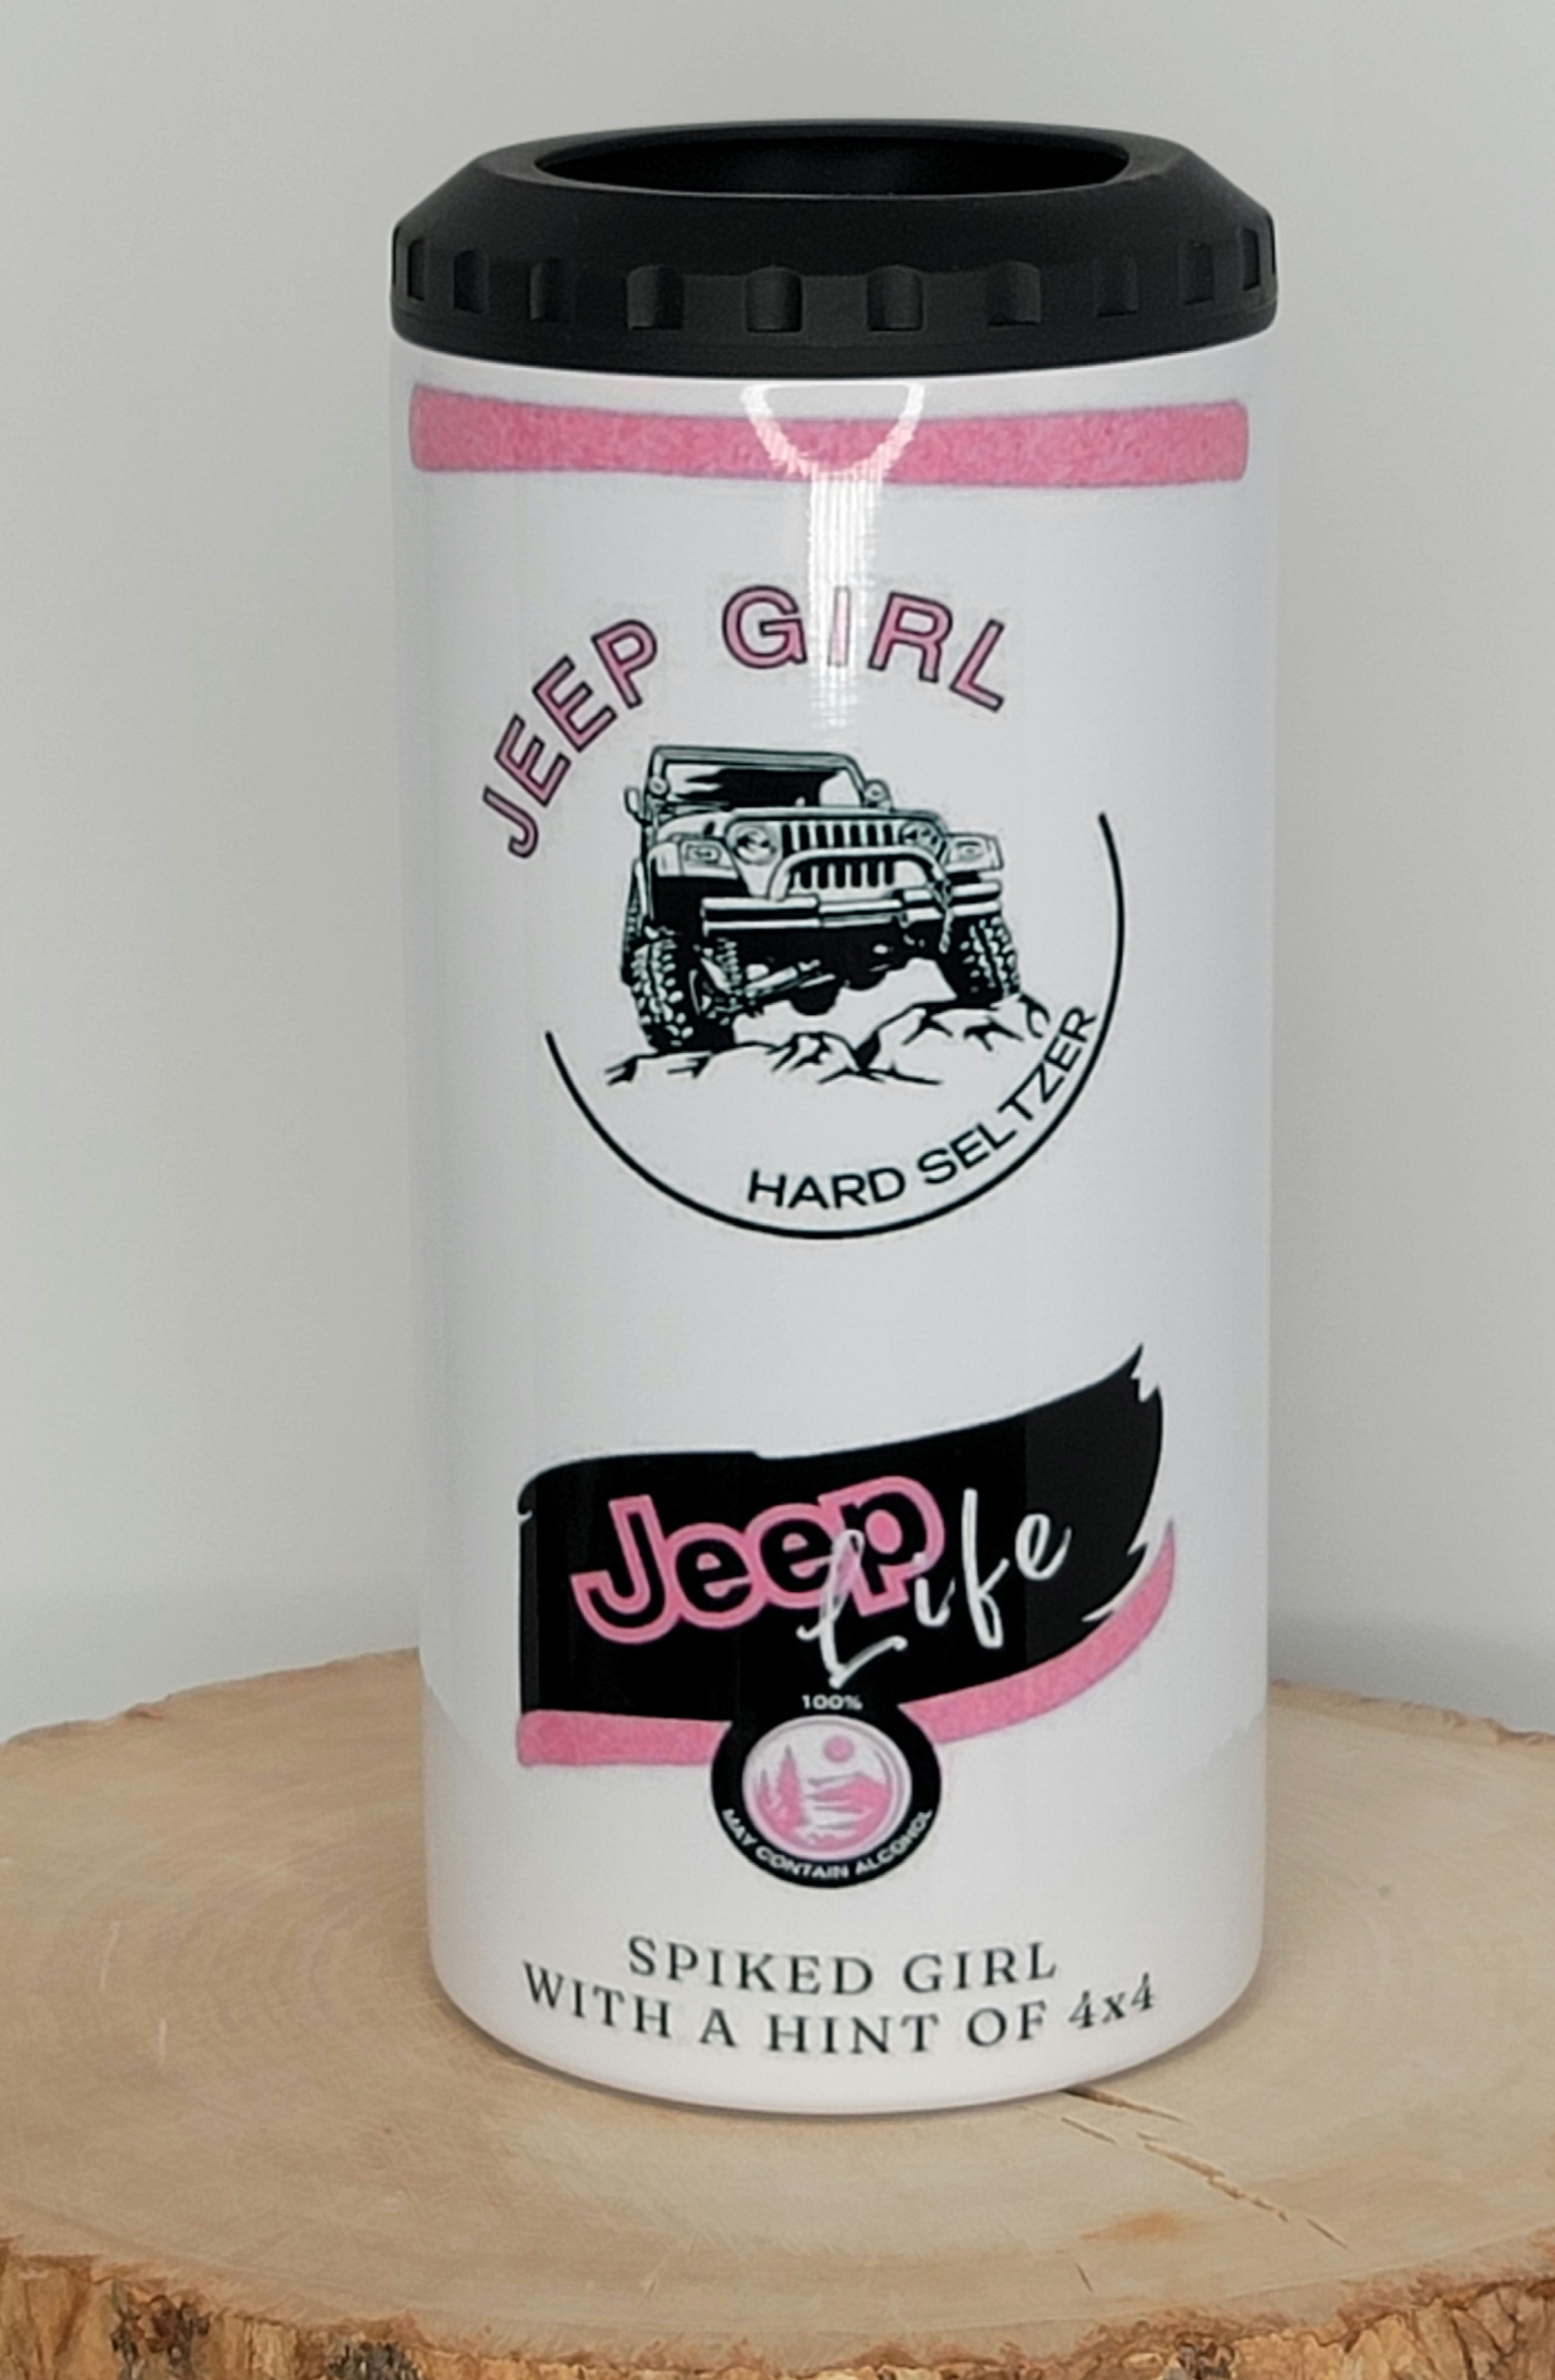 JEEP GIRL
HARD SELTZER
Jeep
Life
100%
MAY CONTAIN ALCOHOL
SPIKED GIRL
WITH A HINT OF 4x4